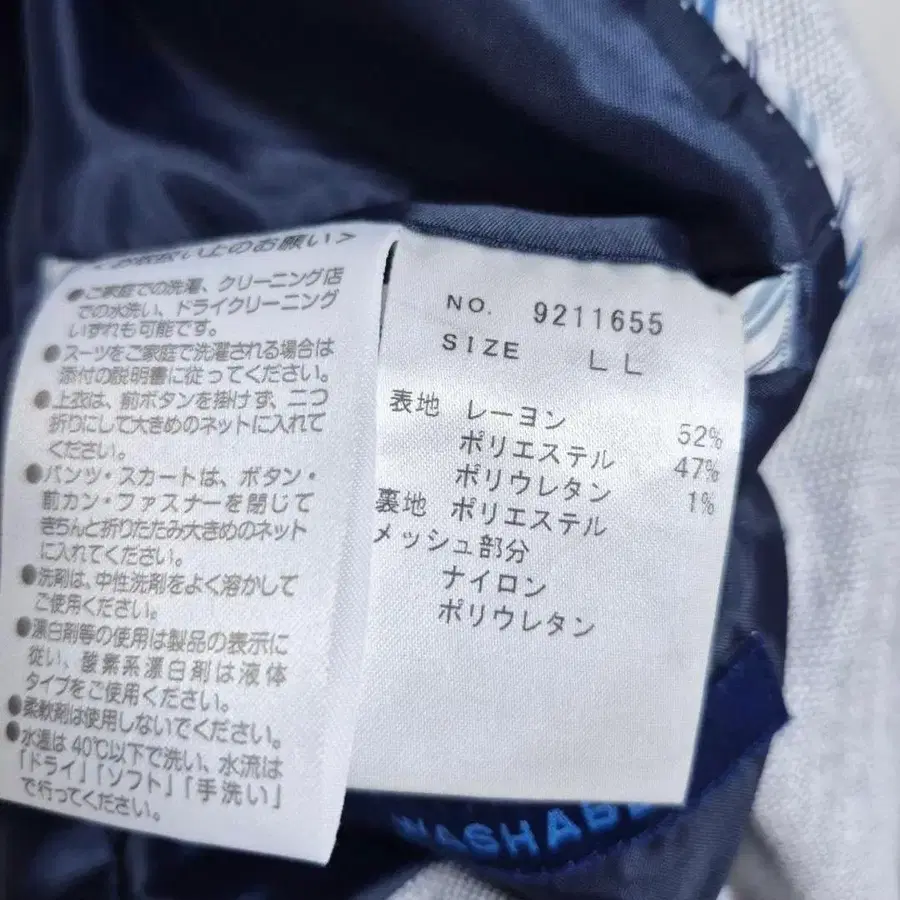 ＜お取扱い上のお願い＞
●ご家庭での洗濯、クリーニング店
での水洗い、ドライクリーニング
いずれも可能です。
●スーツをご家庭で洗濯される場合は
添付の説明書に従ってください。
●上衣は、前ボタンを掛けず、二つ
折りにして大きめのネットに入れて
ください。
●パンツ・スカートは、ボタン・
前カン・ファスナーを閉じて
きちんと折りたたみ大きめのネット
に入れてください。
●洗剤は、中性洗剤をよく溶かして
ご使用ください。
●漂白剤等の使用は製品の表示に
従い、酸素系漂白剤は液体
タイプをご使用ください。
●柔軟剤は使用しないでください。
●水温は40℃以下で洗い、水流は
「ドライ」「ソフト」「手洗い」
で行ってください。
NO. 9211655
SIZE LL
表地 レーヨン 52%
ポリエステル 47%
ポリウレタン 1%
裏地 ポリエステル
メッシュ部分
ナイロン
ポリウレタン